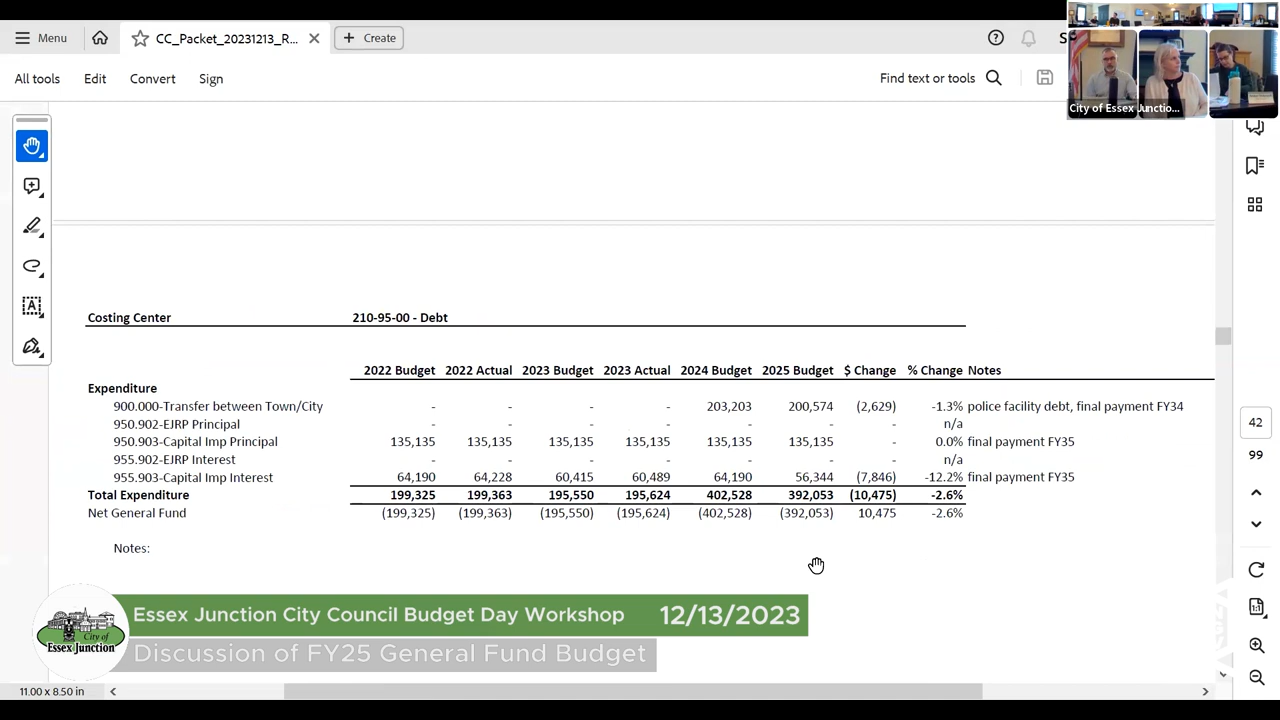 Menu
CC_Packet_20231213_R...
Create
All tools
Edit
Convert
Sign
Find text or tools
City of Essex Junctio...
Costing Center 210-95-00 - Debt
2022 Budget 2022 Actual 2023 Budget 2023 Actual 2024 Budget 2025 Budget $ Change % Change Notes
Expenditure
900.000-Transfer between Town/City - - - - 203,203 200,574 (2,629) -1.3% police facility debt, final payment FY34
950.902-EJRP Principal - - - - - - - n/a
950.903-Capital Imp Principal 135,135 135,135 135,135 135,135 135,135 135,135 - 0.0% final payment FY35
955.902-EJRP Interest - - - - - - - n/a
955.903-Capital Imp Interest 64,190 64,228 60,415 60,489 64,190 56,344 (7,846) -12.2% final payment FY35
Total Expenditure 199,325 199,363 195,550 195,624 402,528 392,053 (10,475) -2.6%
Net General Fund (199,325) (199,363) (195,550) (195,624) (402,528) (392,053) 10,475 -2.6%
Notes:
42
99
1:1
City of
Essex Junction
Essex Junction City Council Budget Day Workshop 12/13/2023
Discussion of FY25 General Fund Budget
11.00 x 8.50 in